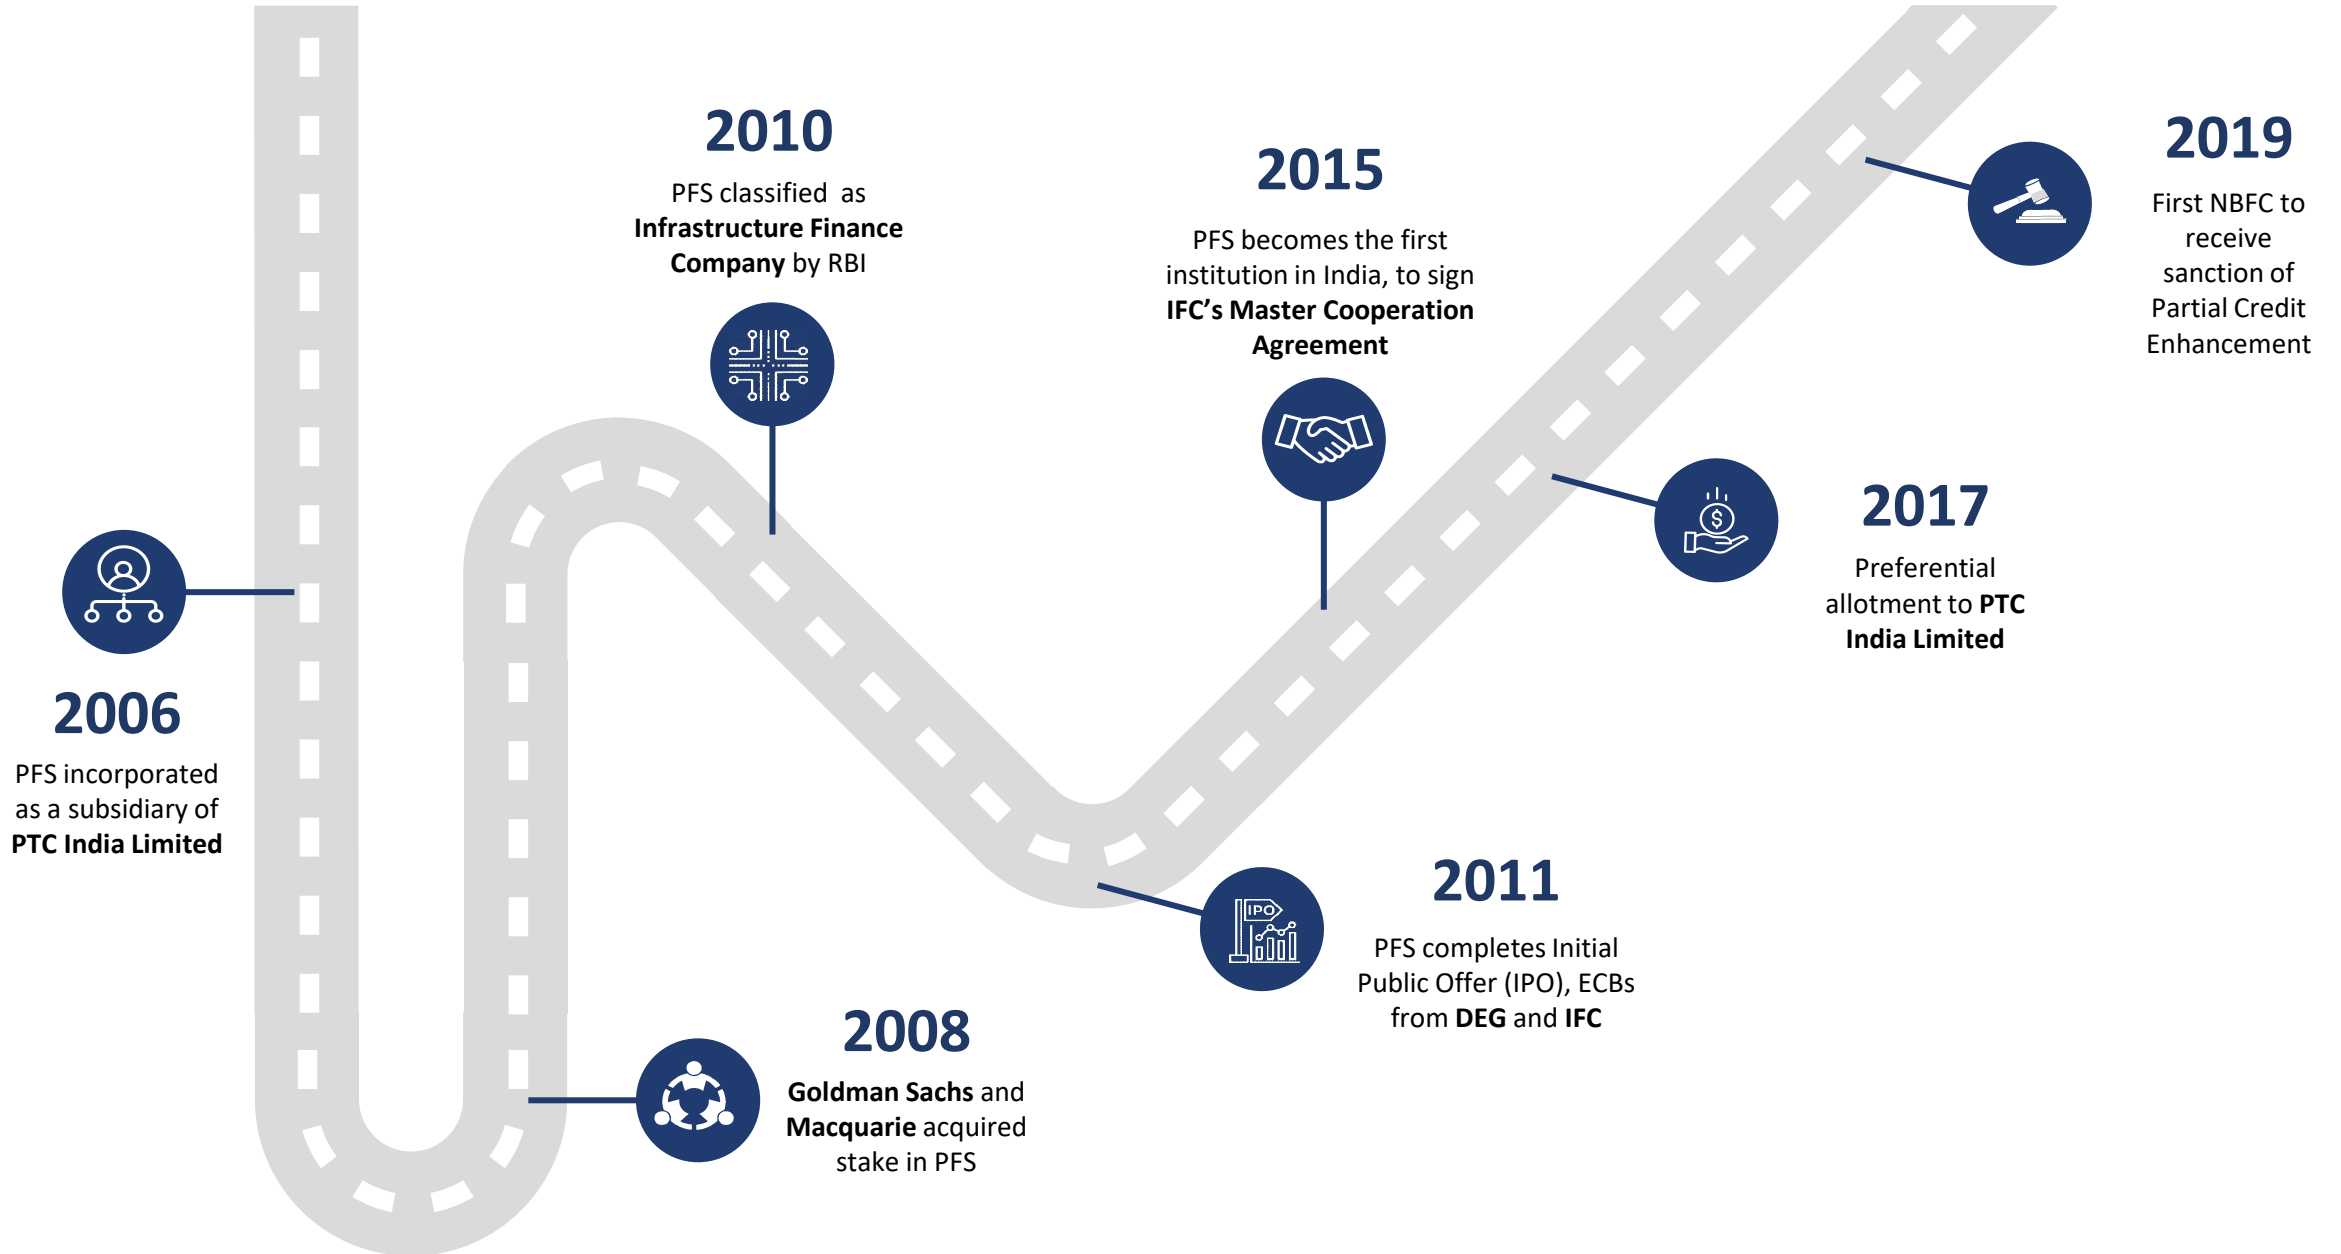 2006
PFS incorporated
as a subsidiary of
PTC India Limited
2008
Goldman Sachs and
Macquarie acquired
stake in PFS
2010
PFS classified as
Infrastructure Finance
Company by RBI
IPO
2011
PFS completes Initial
Public Offer (IPO), ECBs
from DEG and IFC
2015
PFS becomes the first
institution in India, to sign
IFC’s Master Cooperation
Agreement
$
2017
Preferential
allotment to PTC
India Limited
2019
First NBFC to
receive
sanction of
Partial Credit
Enhancement